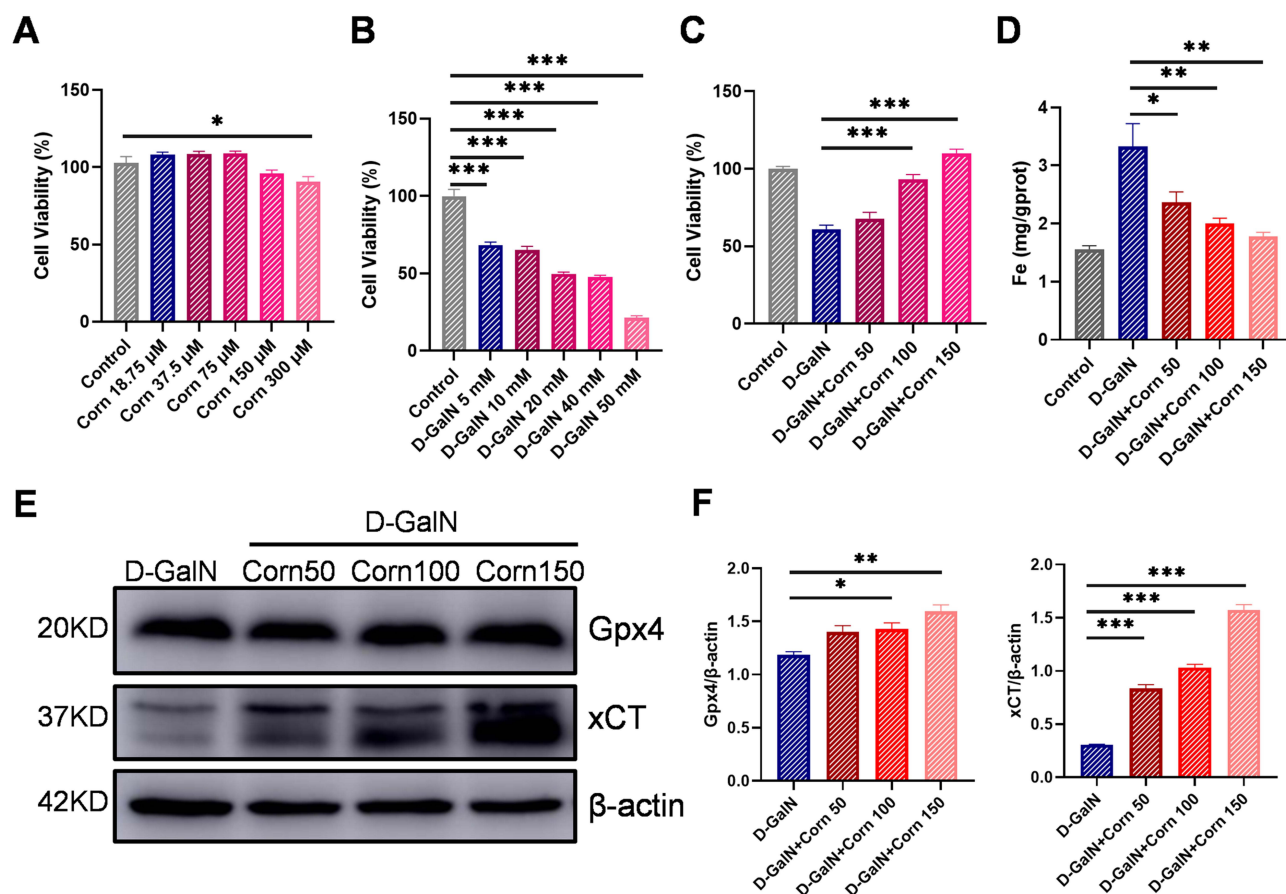 A
Cell Viability (%)
150
100
50
0
*
Control
Corn 18.75 μM
Corn 37.5 μM
Corn 75 μM
Corn 150 μM
Corn 300 μM
B
Cell Viability (%)
150
100
50
0
***
***
***
***
***
Control
D-GalN 5 mM
D-GalN 10 mM
D-GalN 20 mM
D-GalN 40 mM
D-GalN 50 mM
C
Cell Viability (%)
150
100
50
0
***
***
Control
D-GalN
D-GalN+Corn 50
D-GalN+Corn 100
D-GalN+Corn 150
D
Fe (mg/gprot)
4
3
2
1
0
**
**
*
Control
D-GalN
D-GalN+Corn 50
D-GalN+Corn 100
D-GalN+Corn 150
E
D-GalN
D-GalN Corn50 Corn100 Corn150
20KD Gpx4
37KD xCT
42KD β-actin
F
Gpx4/β-actin
2.0
1.5
1.0
0.5
0.0
**
*
D-GalN
D-GalN+Corn 50
D-GalN+Corn 100
D-GalN+Corn 150
xCT/β-actin
2.0
1.5
1.0
0.5
0.0
***
***
***
D-GalN
D-GalN+Corn 50
D-GalN+Corn 100
D-GalN+Corn 150